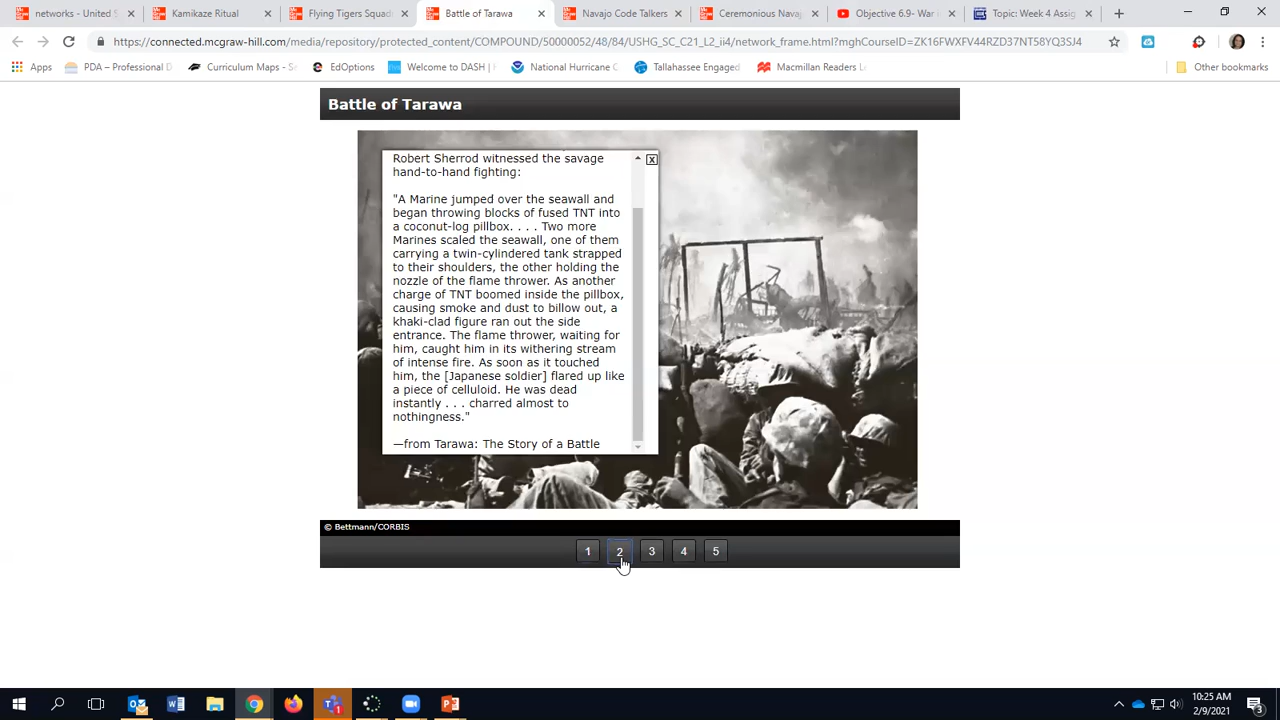 networks - United S
Kamikaze Ritual
Flying Tigers Squad
Battle of Tarawa
Navajo Code Talkers
Ceremonious Navaj
Objective 6.9- War
Topic: Week 4 Assig
https://connected.mcgraw-hill.com/media/repository/protected_content/COMPOUND/50000052/48/84/USHG_SC_C21_L2_ii4/network_frame.html?mghCourseID=ZK16FWXFV44RZD37NT58YQ3SJ4
Apps
PDA – Professional D
Curriculum Maps - S
EdOptions
Welcome to DASH |
National Hurricane C
Tallahassee Engaged
Macmillan Readers L
Other bookmarks
Battle of Tarawa
X
Robert Sherrod witnessed the savage
hand-to-hand fighting:
"A Marine jumped over the seawall and
began throwing blocks of fused TNT into
a coconut-log pillbox. . . . Two more
Marines scaled the seawall, one of them
carrying a twin-cylindered tank strapped
to their shoulders, the other holding the
nozzle of the flame thrower. As another
charge of TNT boomed inside the pillbox,
causing smoke and dust to billow out, a
khaki-clad figure ran out the side
entrance. The flame thrower, waiting for
him, caught him in its withering stream
of intense fire. As soon as it touched
him, the [Japanese soldier] flared up like
a piece of celluloid. He was dead
instantly . . . charred almost to
nothingness."
—from Tarawa: The Story of a Battle
© Bettmann/CORBIS
1 2 3 4 5
10:25 AM
2/9/2021